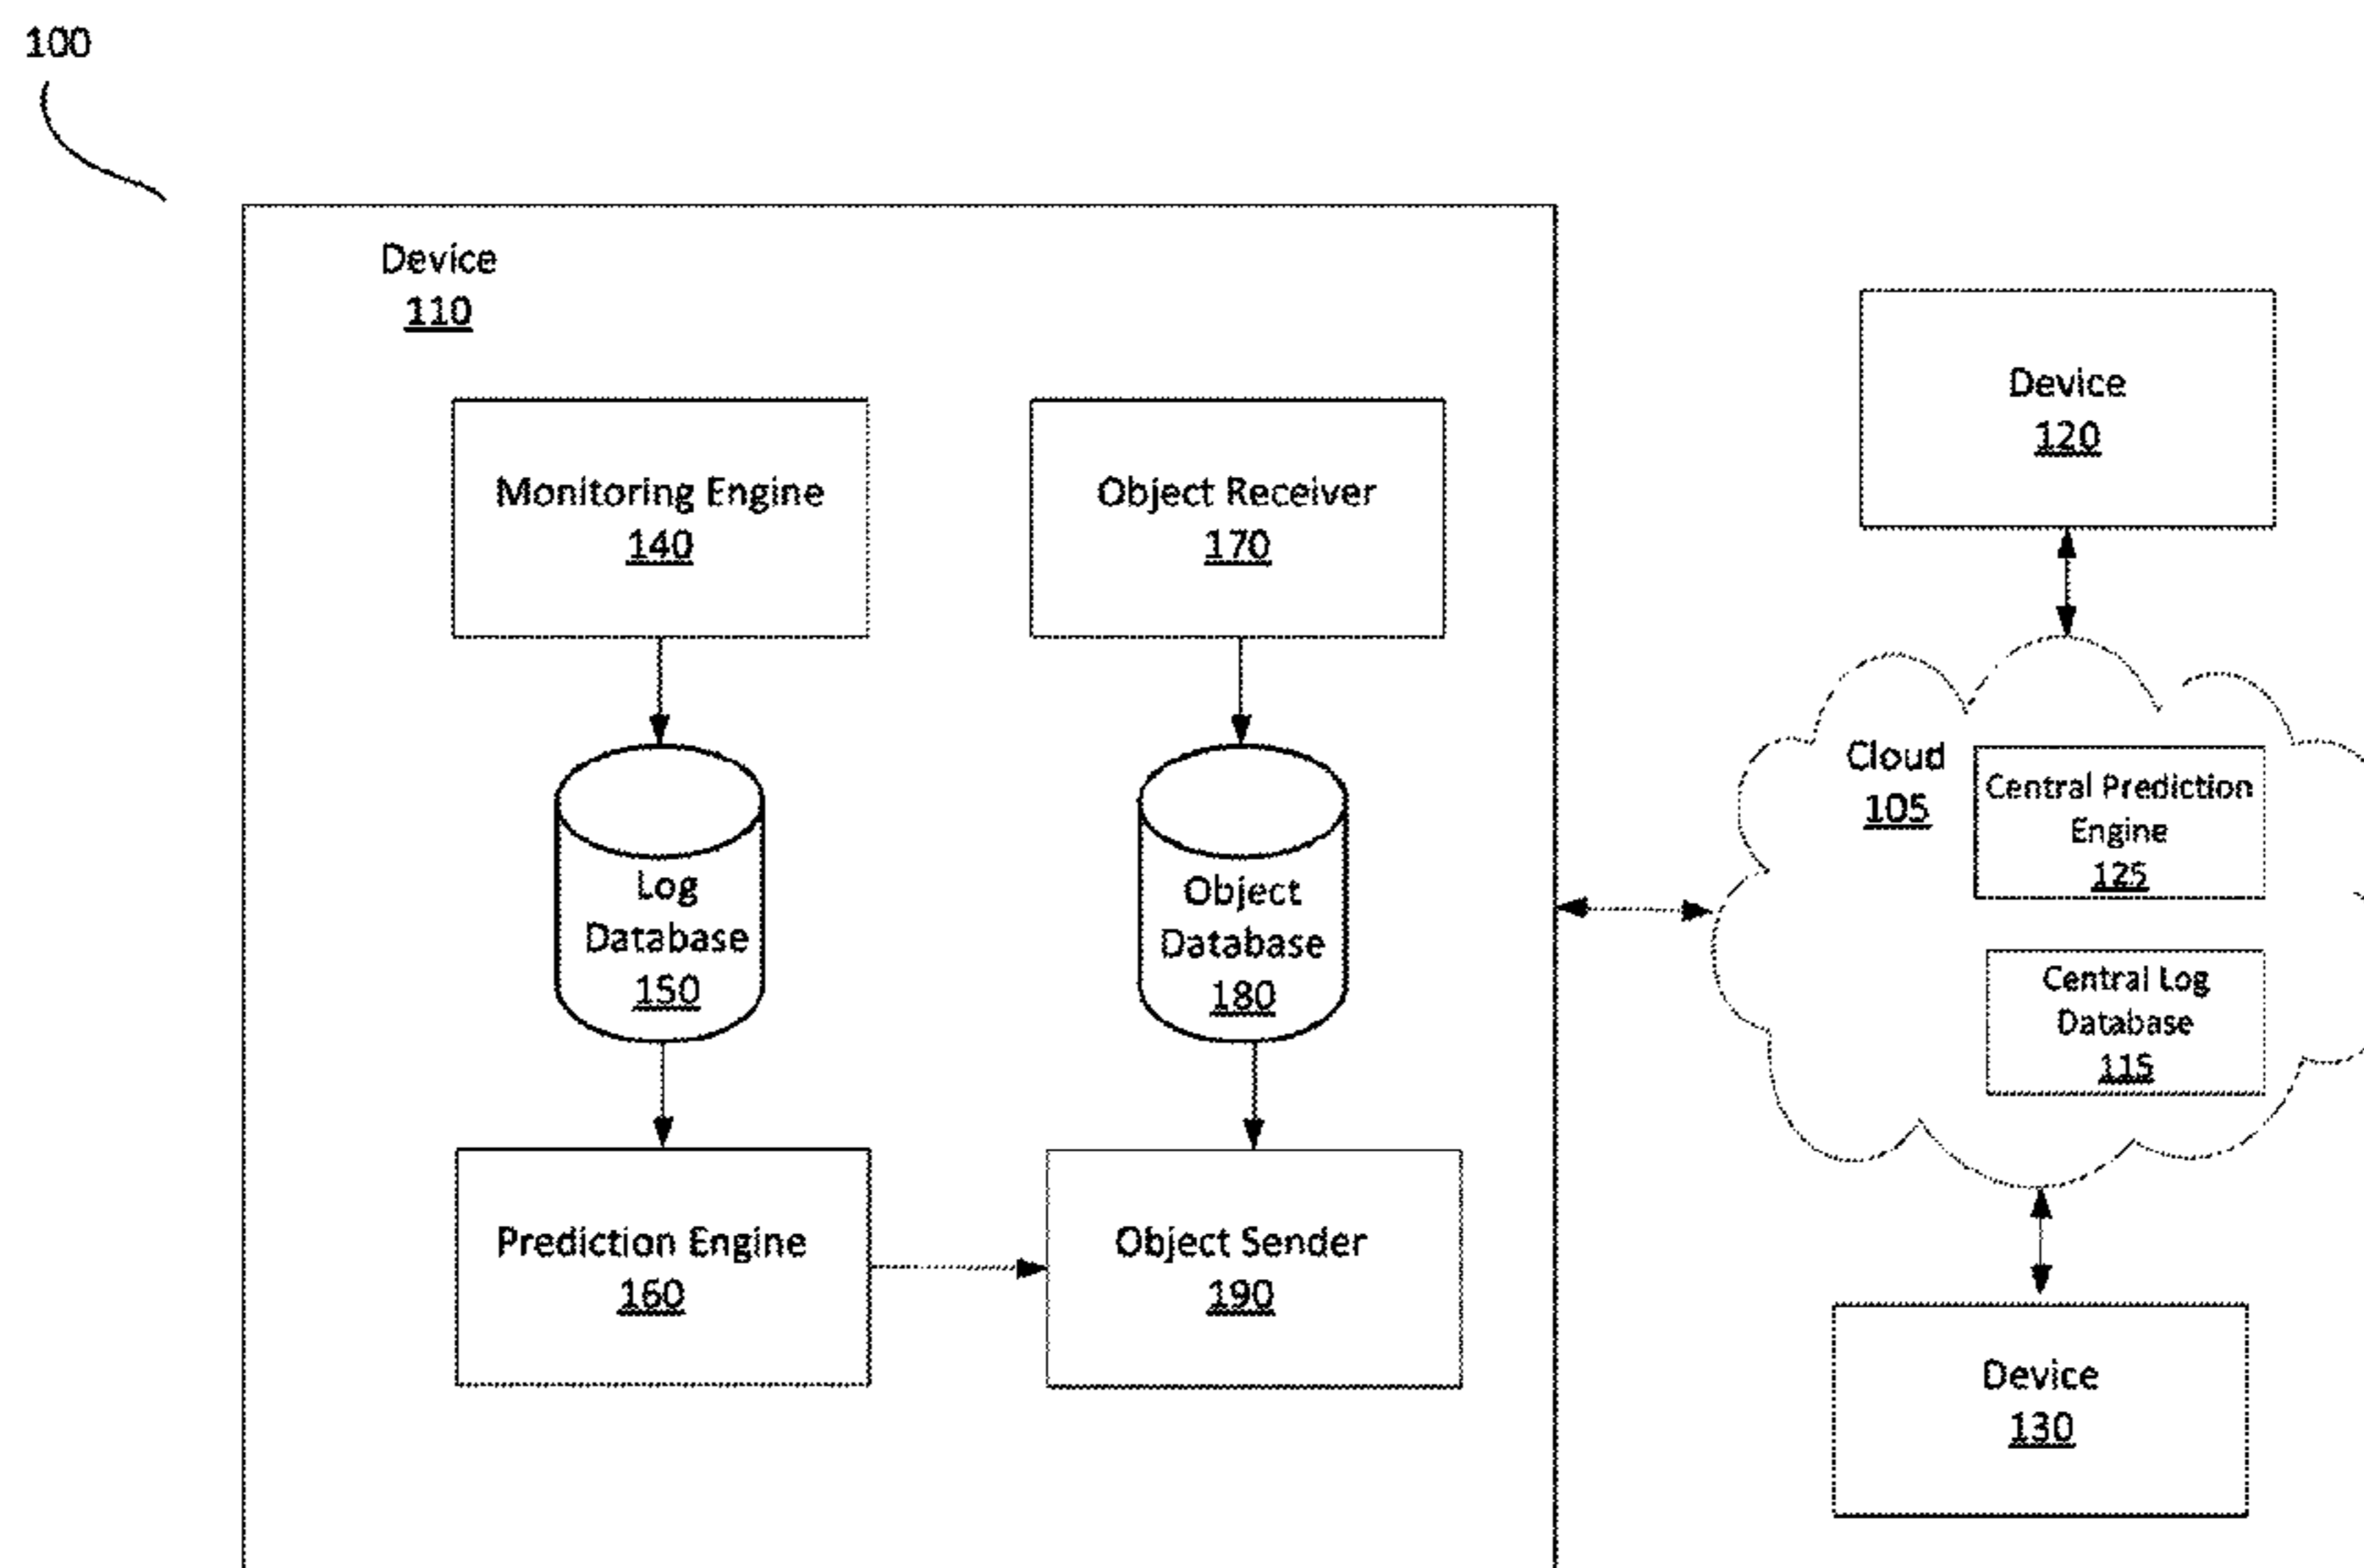 100
Device
110
Monitoring Engine
140
Object Receiver
170
Log
Database
150
Object
Database
180
Prediction Engine
160
Object Sender
190
Device
120
Cloud
105
Central Prediction
Engine
125
Central Log
Database
115
Device
130